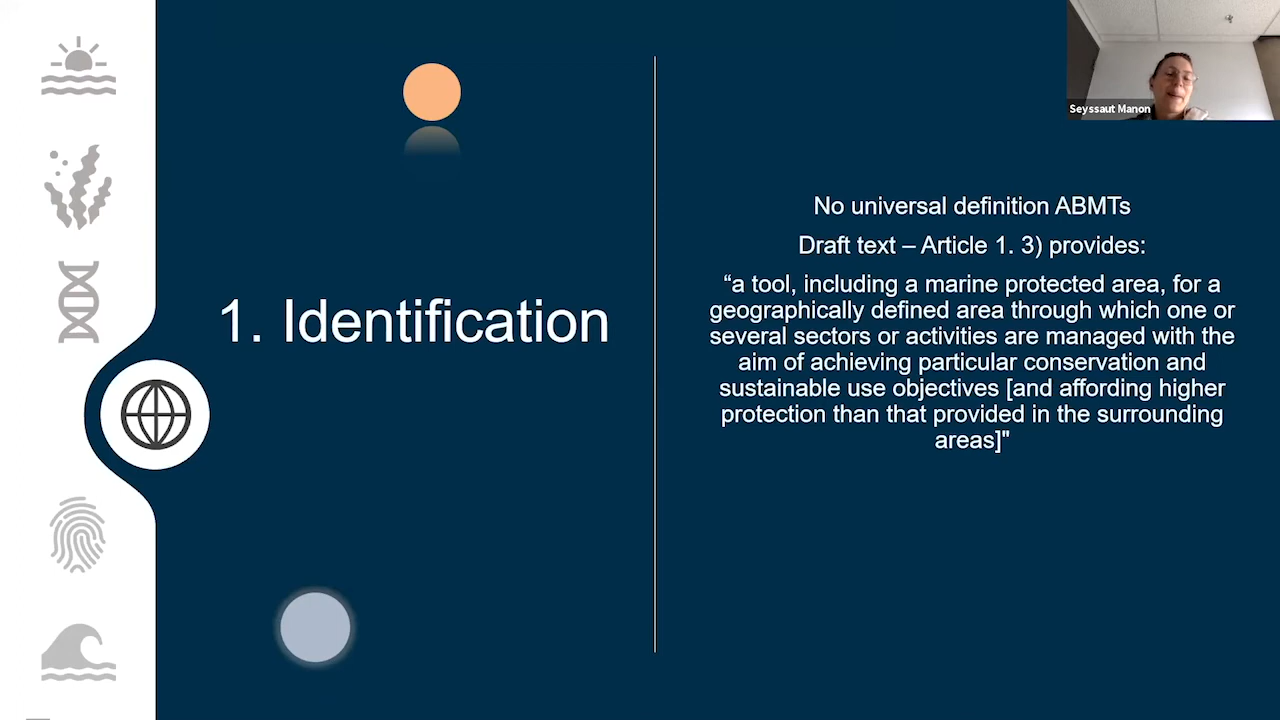 Seyssaut Manon
1. Identification
No universal definition ABMTs
Draft text – Article 1. 3) provides:
“a tool, including a marine protected area, for a
geographically defined area through which one or
several sectors or activities are managed with the
aim of achieving particular conservation and
sustainable use objectives [and affording higher
protection than that provided in the surrounding
areas]"